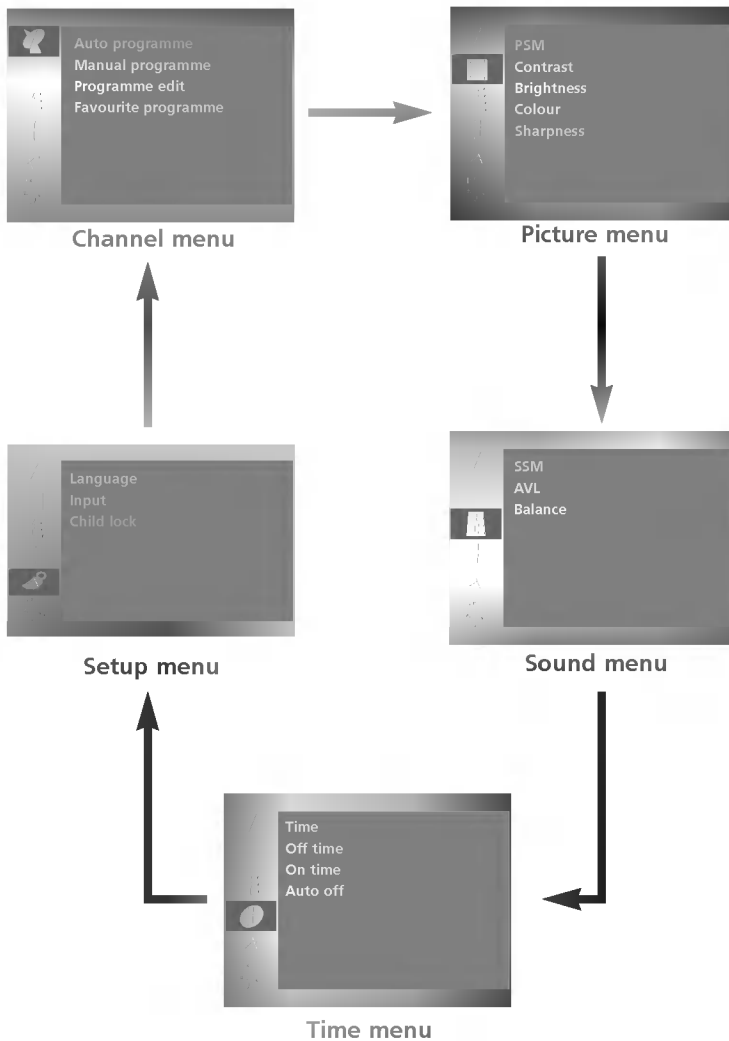 Auto programme
Manual programme
Programme edit
Favourite programme
Channel menu
PSM
Contrast
Brightness
Colour
Sharpness
Picture menu
SSM
AVL
Balance
Sound menu
Time
Off time
On time
Auto off
Time menu
Language
Input
Child lock
Setup menu